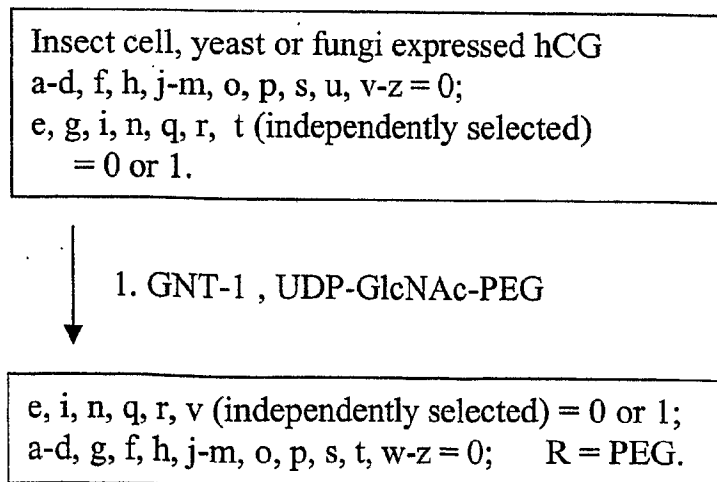 Insect cell, yeast or fungi expressed hCG
a-d, f, h, j-m, o, p, s, u, v-z = 0;
e, g, i, n, q, r, t (independently selected)
= 0 or 1.
1. GNT-1 , UDP-GlcNAc-PEG
e, i, n, q, r, v (independently selected) = 0 or 1;
a-d, g, f, h, j-m, o, p, s, t, w-z = 0; R = PEG.